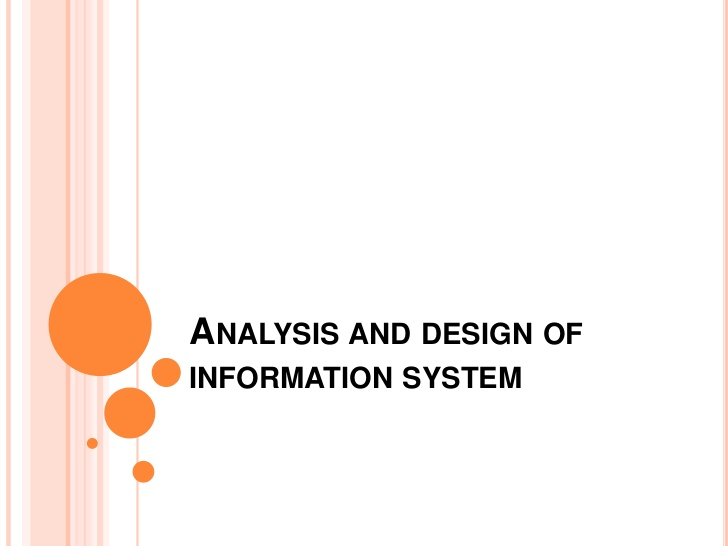 Analysis and design of
information system